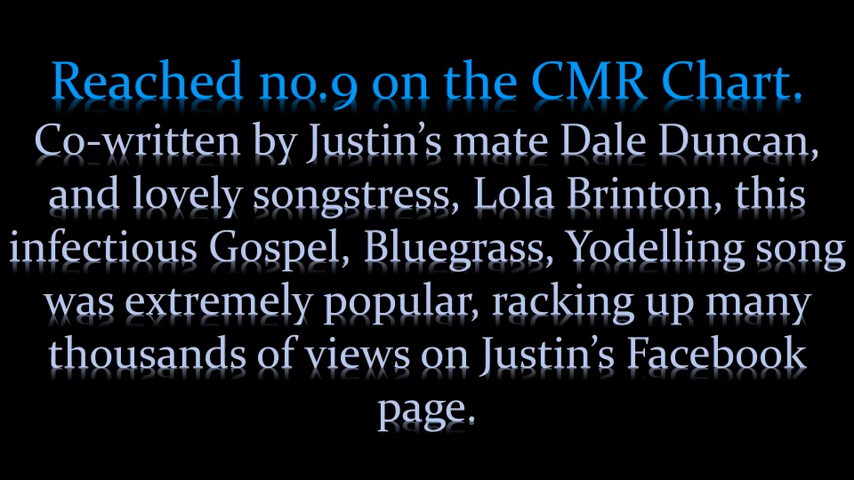 Reached no.9 on the CMR Chart.
Co-written by Justin’s mate Dale Duncan,
and lovely songstress, Lola Brinton, this
infectious Gospel, Bluegrass, Yodelling song
was extremely popular, racking up many
thousands of views on Justin’s Facebook
page.